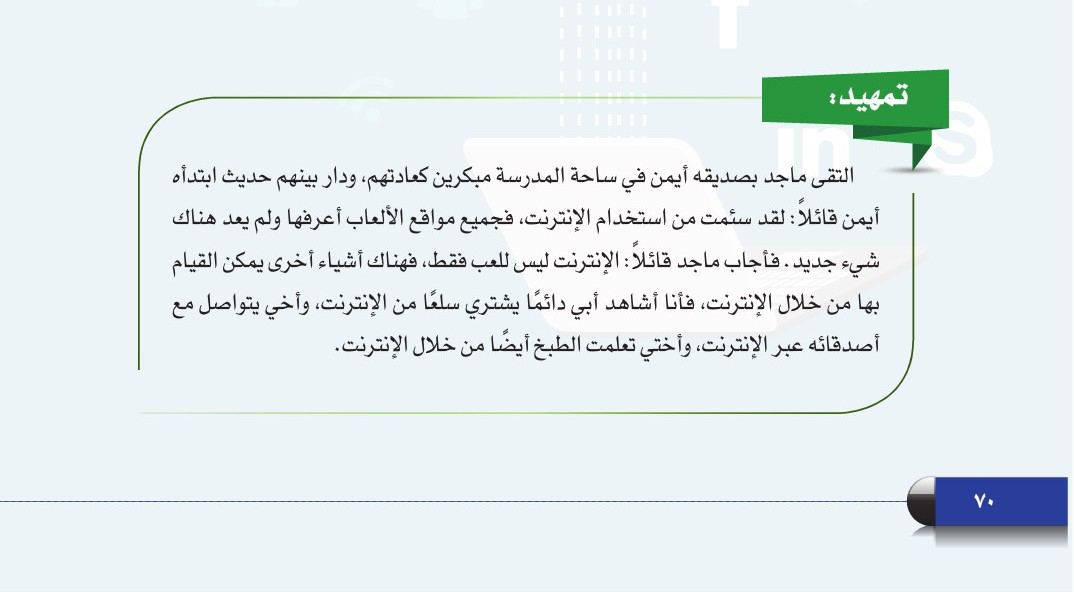 تمهيد:
التقى ماجد بصديقه أيمن في ساحة المدرسة مبكرين كعادتهم، ودار بينهم حديث ابتدأه
أيمن قائلاً: لقد سئمت من استخدام الإنترنت، فجميع مواقع الألعاب أعرفها ولم يعد هناك
شيء جديد. فأجاب ماجد قائلاً: الإنترنت ليس للعب فقط، فهناك أشياء أخرى يمكن القيام
بها من خلال الإنترنت، فأنا أشاهد أبي دائمًا يشتري سلعًا من الإنترنت، وأخي يتواصل مع
أصدقائه عبر الإنترنت، وأختي تعلمت الطبخ أيضًا من خلال الإنترنت.
٧٠